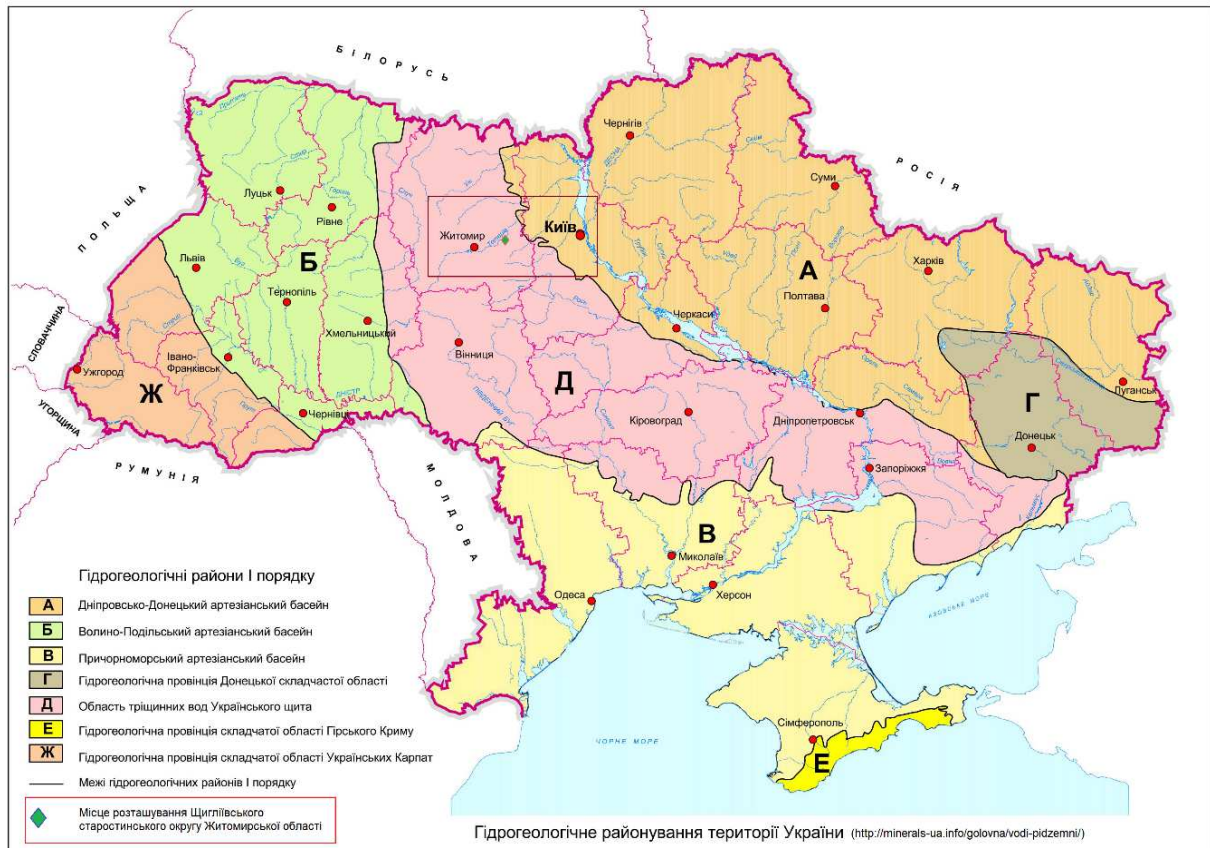 БІЛОРУСЬ
Чернігів
РОСІЯ
Суми
ПОЛЬЩА
Луцьк
Рівне
Київ
Житомир
Львів
Б
А
Харків
Тернопіль
Полтава
Хмельницький
Черкаси
СЛОВАЧЧИНА
Вінниця
Івано-
Франківськ
Ужгород
Ж
Д
Г
Луганськ
УГОРЩИНА
Чернівці
Кіровоград
Дніпропетровськ
Донецьк
РУМУНІЯ
МОЛДОВА
Запоріжжя
В
Миколаїв
Херсон
Одеса
АЗОВСЬКЕ МОРЕ
Сімферополь
ЧОРНЕ МОРЕ
Е
Гідрогеологічні райони І порядку
А Дніпровсько-Донецький артезіанський басейн
Б Волино-Подільський артезіанський басейн
В Причорноморський артезіанський басейн
Г Гідрогеологічна провінція Донецької складчастої області
Д Область тріщинних вод Українського щита
Е Гідрогеологічна провінція складчатої області Гірського Криму
Ж Гідрогеологічна провінція складчатої області Українських Карпат
Межі гідрогеологічних районів І порядку
Місце розташування Щигліївського
старостинського округу Житомирської області
Гідрогеологічне районування території України (http://minerals-ua.info/golovna/vodi-pidzemni/)